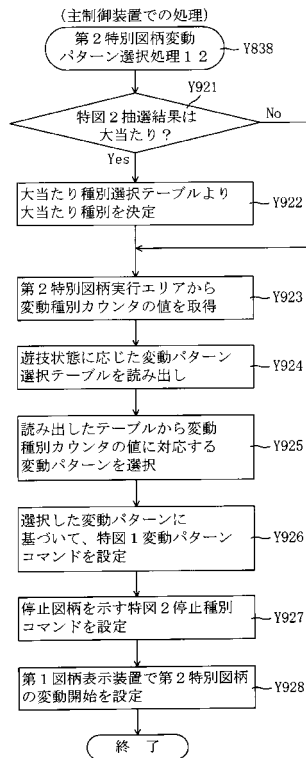 (主制御装置での処理)
第2特別図柄変動
パターン選択処理12
Y838
Y921
特図2抽選結果は
大当たり?
No
Yes
大当たり種別選択テーブルより
大当たり種別を決定
Y922
第2特別図柄実行エリアから
変動種別カウンタの値を取得
Y923
遊技状態に応じた変動パターン
選択テーブルを読み出し
Y924
読み出したテーブルから変動
種別カウンタの値に対応する
変動パターンを選択
Y925
選択した変動パターンに
基づいて、特図1変動パターン
コマンドを設定
Y926
停止図柄を示す特図2停止種別
コマンドを設定
Y927
第1図柄表示装置で第2特別図柄
の変動開始を設定
Y928
終了